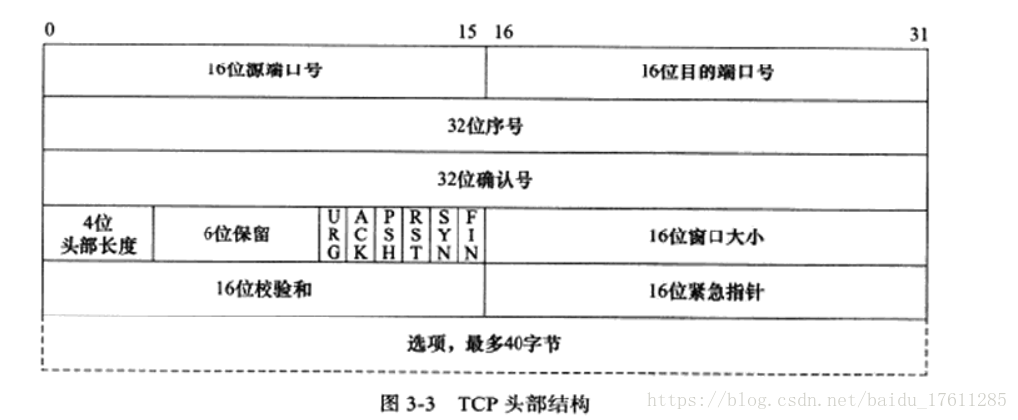 0 15 16 31
16位源端口号 16位目的端口号
32位序号
32位确认号
4位
头部长度
6位保留
URG
ACK
PSH
RST
SYN
FIN
16位窗口大小
16位校验和 16位紧急指针
选项，最多40字节
图 3-3 TCP 头部结构
https://blog.csdn.net/baidu_17611285